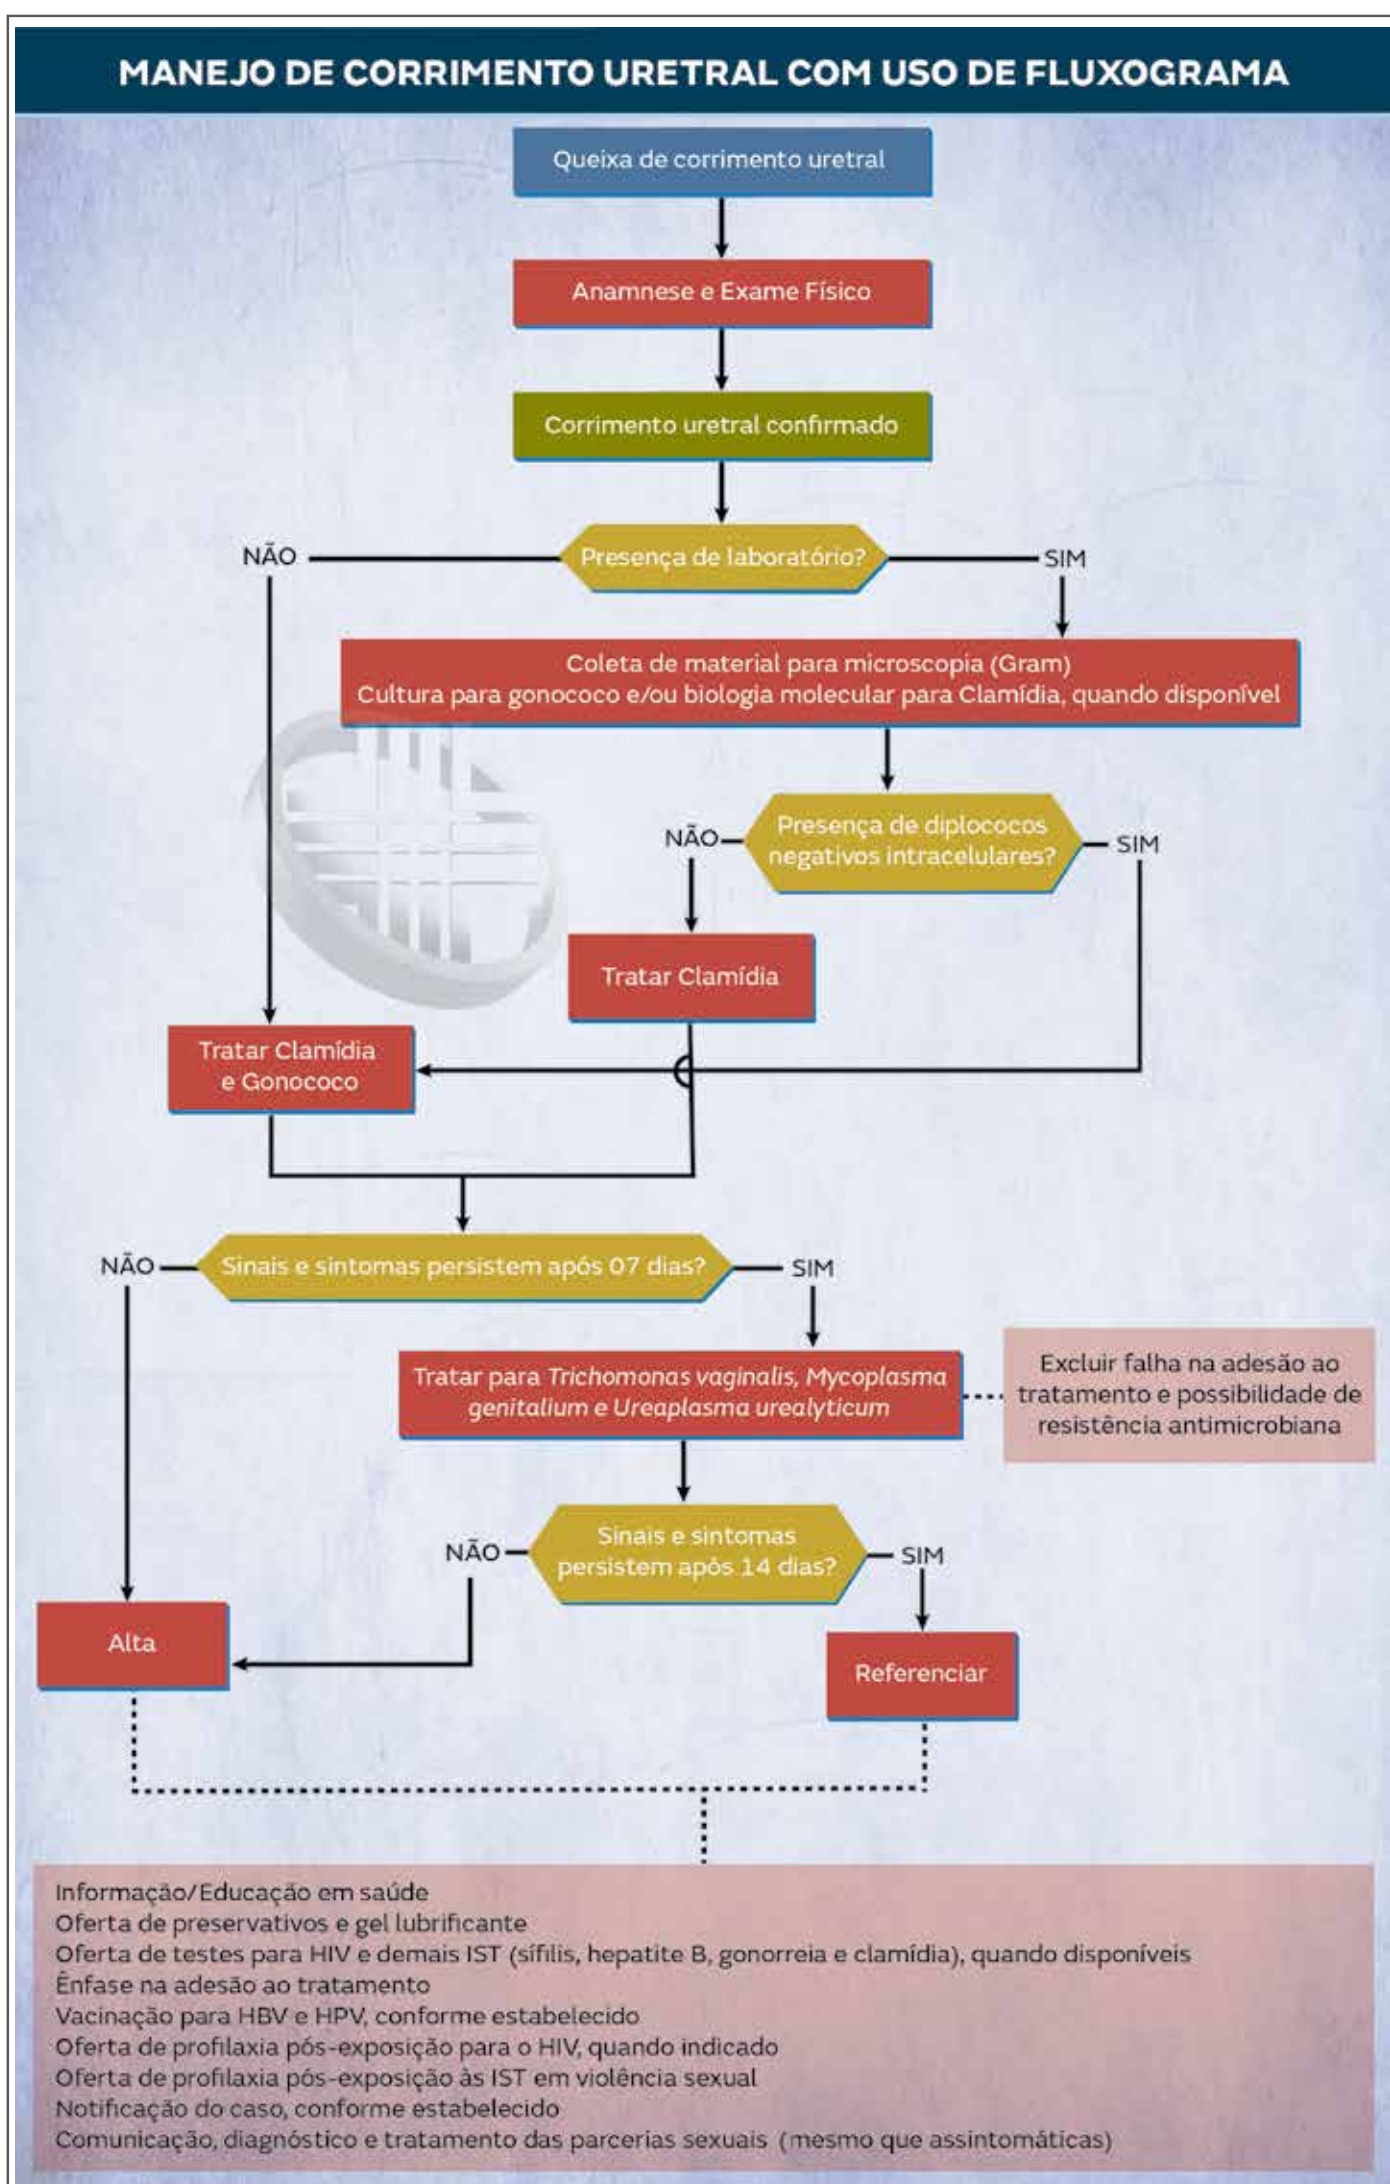 MANEJO DE CORRIMENTO URETRAL COM USO DE FLUXOGRAMA
Queixa de corrimento uretral
Anamnese e Exame Físico
Corrimento uretral confirmado
Presença de laboratório?
NÃO
SIM
Coleta de material para microscopia (Gram)
Cultura para gonococo e/ou biologia molecular para Clamídia, quando disponível
Presença de diplococos
negativos intracelulares?
NÃO
SIM
Tratar Clamídia
Tratar Clamídia
e Gonococo
Sinais e sintomas persistem após 07 dias?
NÃO
SIM
Tratar para Trichomonas vaginalis, Mycoplasma
genitalium e Ureaplasma urealyticum
Excluir falha na adesão ao
tratamento e possibilidade de
resistência antimicrobiana
Sinais e sintomas
persistem após 14 dias?
NÃO
SIM
Alta
Referenciar
Informação/Educação em saúde
Oferta de preservativos e gel lubrificante
Oferta de testes para HIV e demais IST (sífilis, hepatite B, gonorreia e clamídia), quando disponíveis
Ênfase na adesão ao tratamento
Vacinação para HBV e HPV, conforme estabelecido
Oferta de profilaxia pós-exposição para o HIV, quando indicado
Oferta de profilaxia pós-exposição às IST em violência sexual
Notificação do caso, conforme estabelecido
Comunicação, diagnóstico e tratamento das parcerias sexuais (mesmo que assintomáticas)